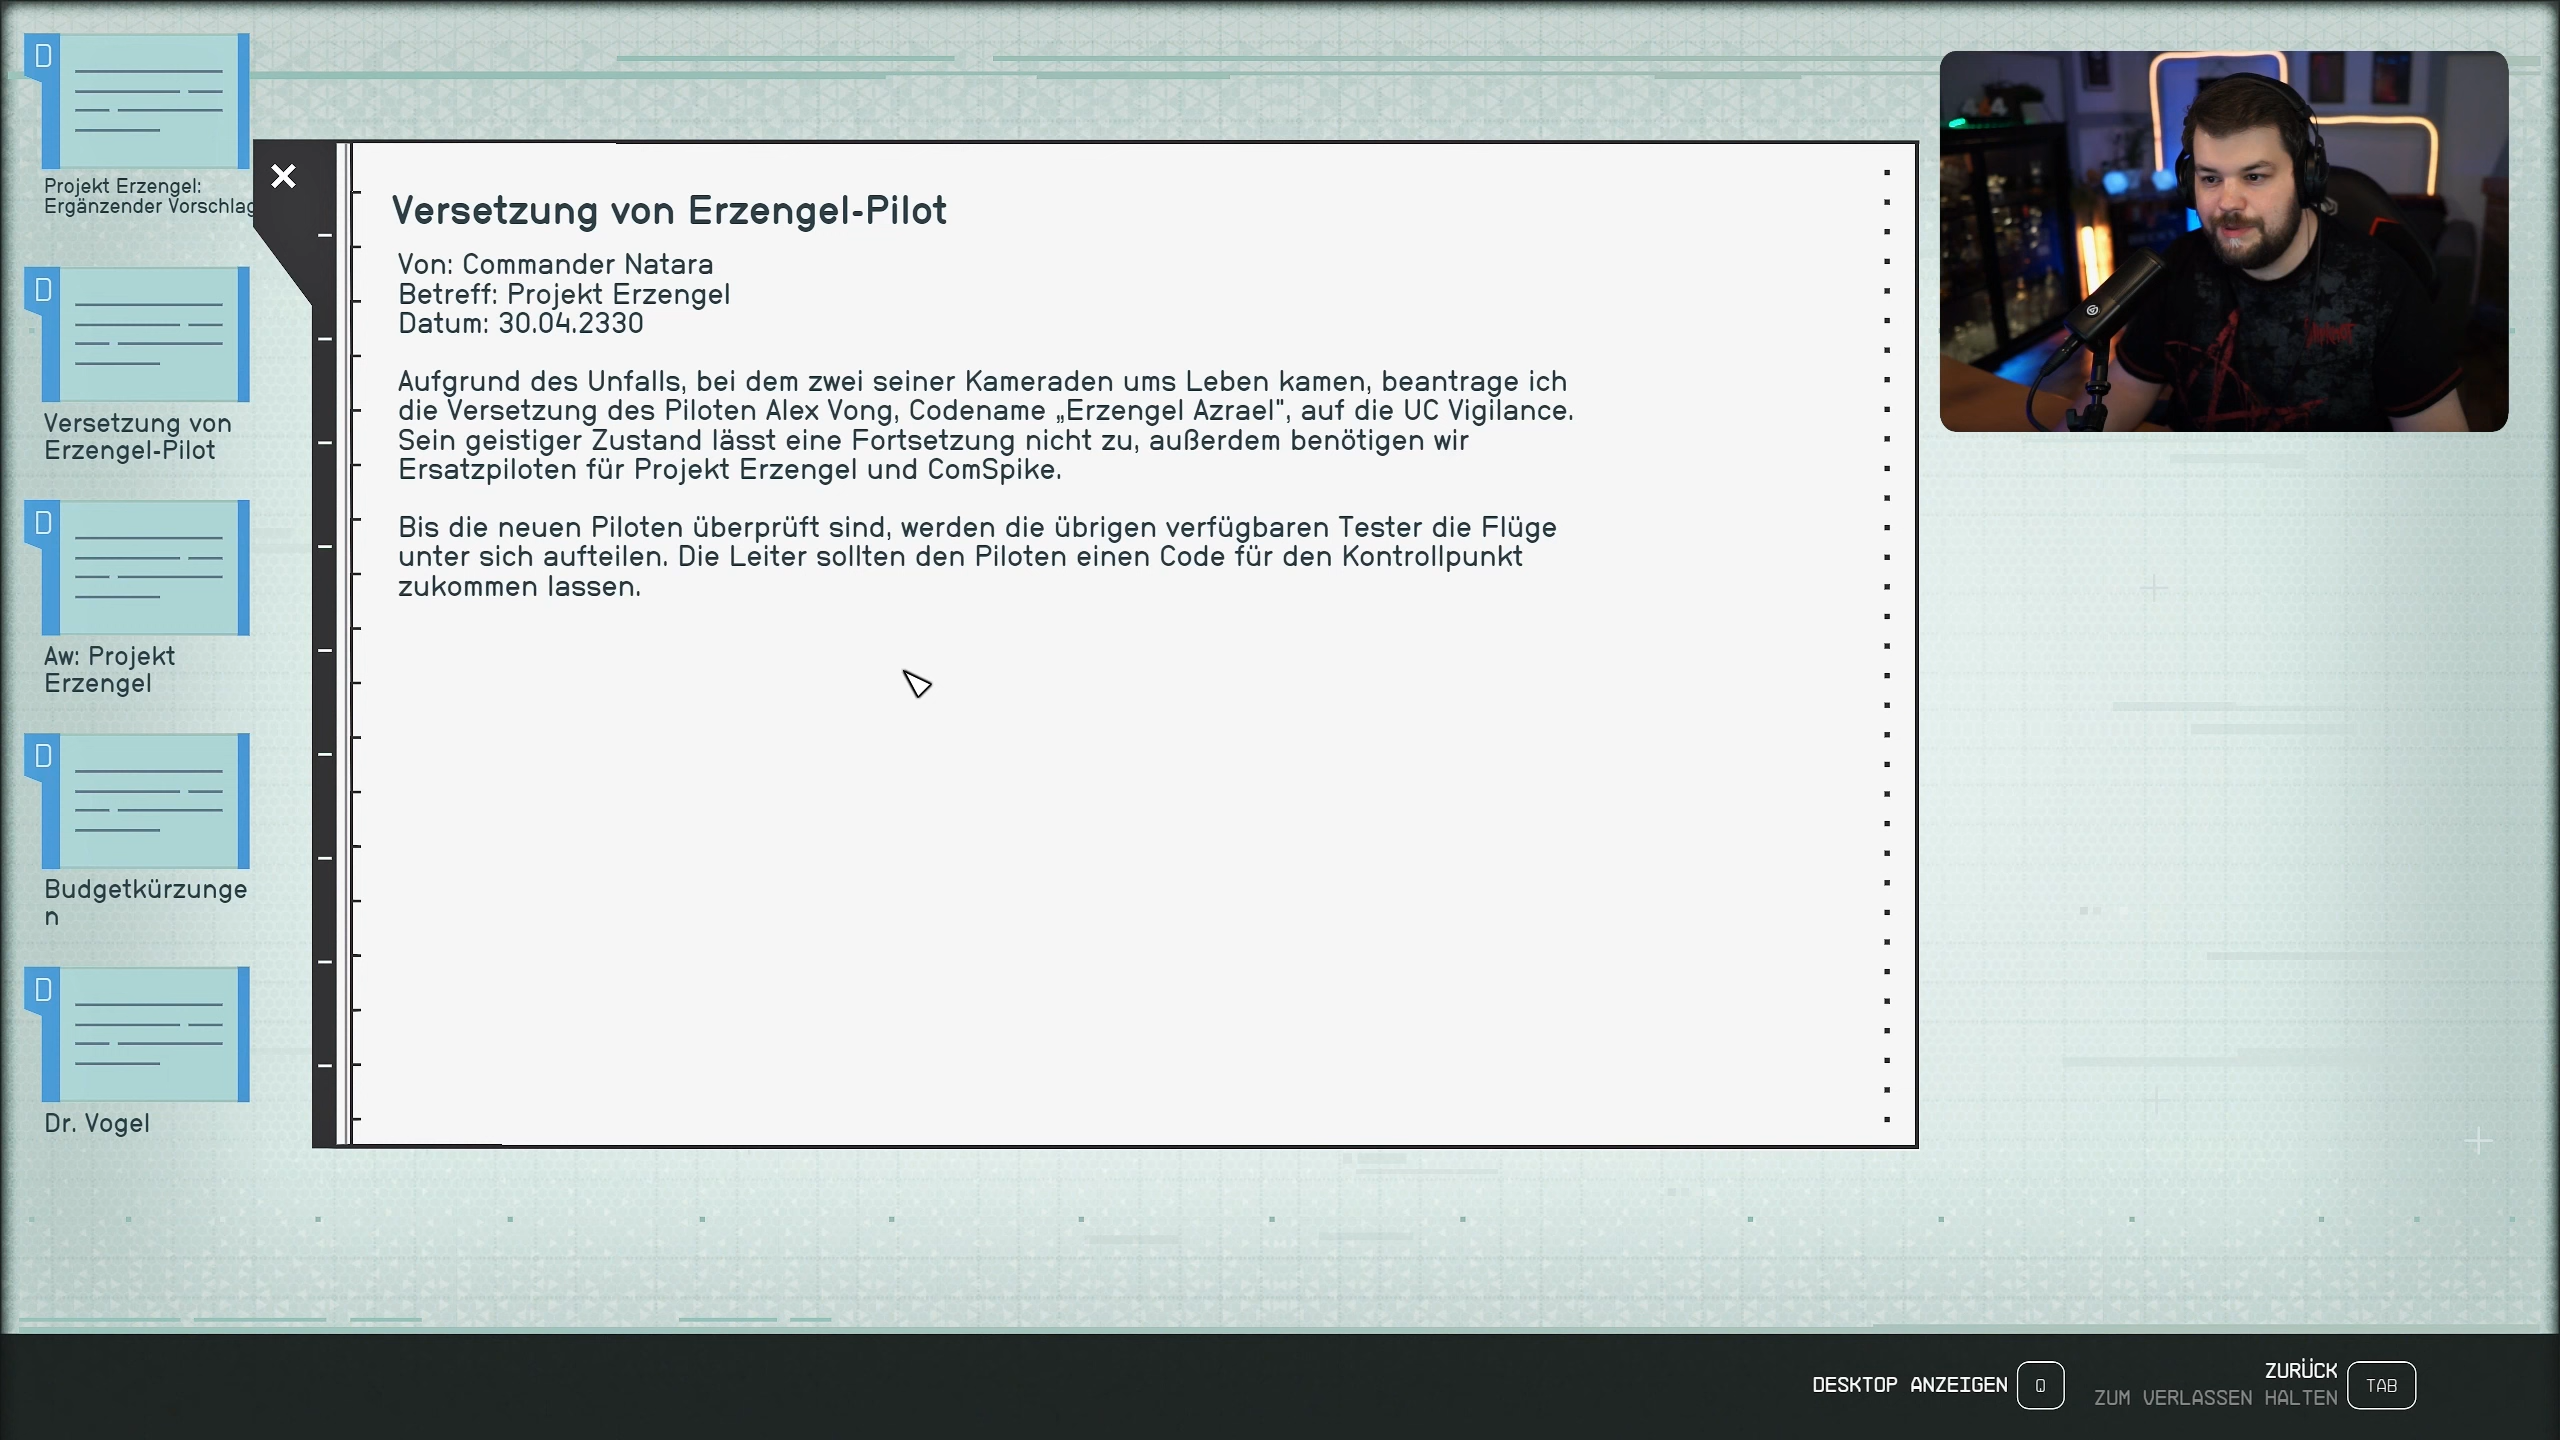 D
Projekt Erzengel:
Ergänzender Vorschlag
D
Versetzung von
Erzengel-Pilot
D
Aw: Projekt
Erzengel
D
Budgetkürzunge
n
D
Dr. Vogel
Versetzung von Erzengel-Pilot
Von: Commander Natara
Betreff: Projekt Erzengel
Datum: 30.04.2330
Aufgrund des Unfalls, bei dem zwei seiner Kameraden ums Leben kamen, beantrage ich
die Versetzung des Piloten Alex Vong, Codename „Erzengel Azrael", auf die UC Vigilance.
Sein geistiger Zustand lässt eine Fortsetzung nicht zu, außerdem benötigen wir
Ersatzpiloten für Projekt Erzengel und ComSpike.
Bis die neuen Piloten überprüft sind, werden die übrigen verfügbaren Tester die Flüge
unter sich aufteilen. Die Leiter sollten den Piloten einen Code für den Kontrollpunkt
zukommen lassen.
DESKTOP ANZEIGEN Q
ZURÜCK
ZUM VERLASSEN HALTEN TAB